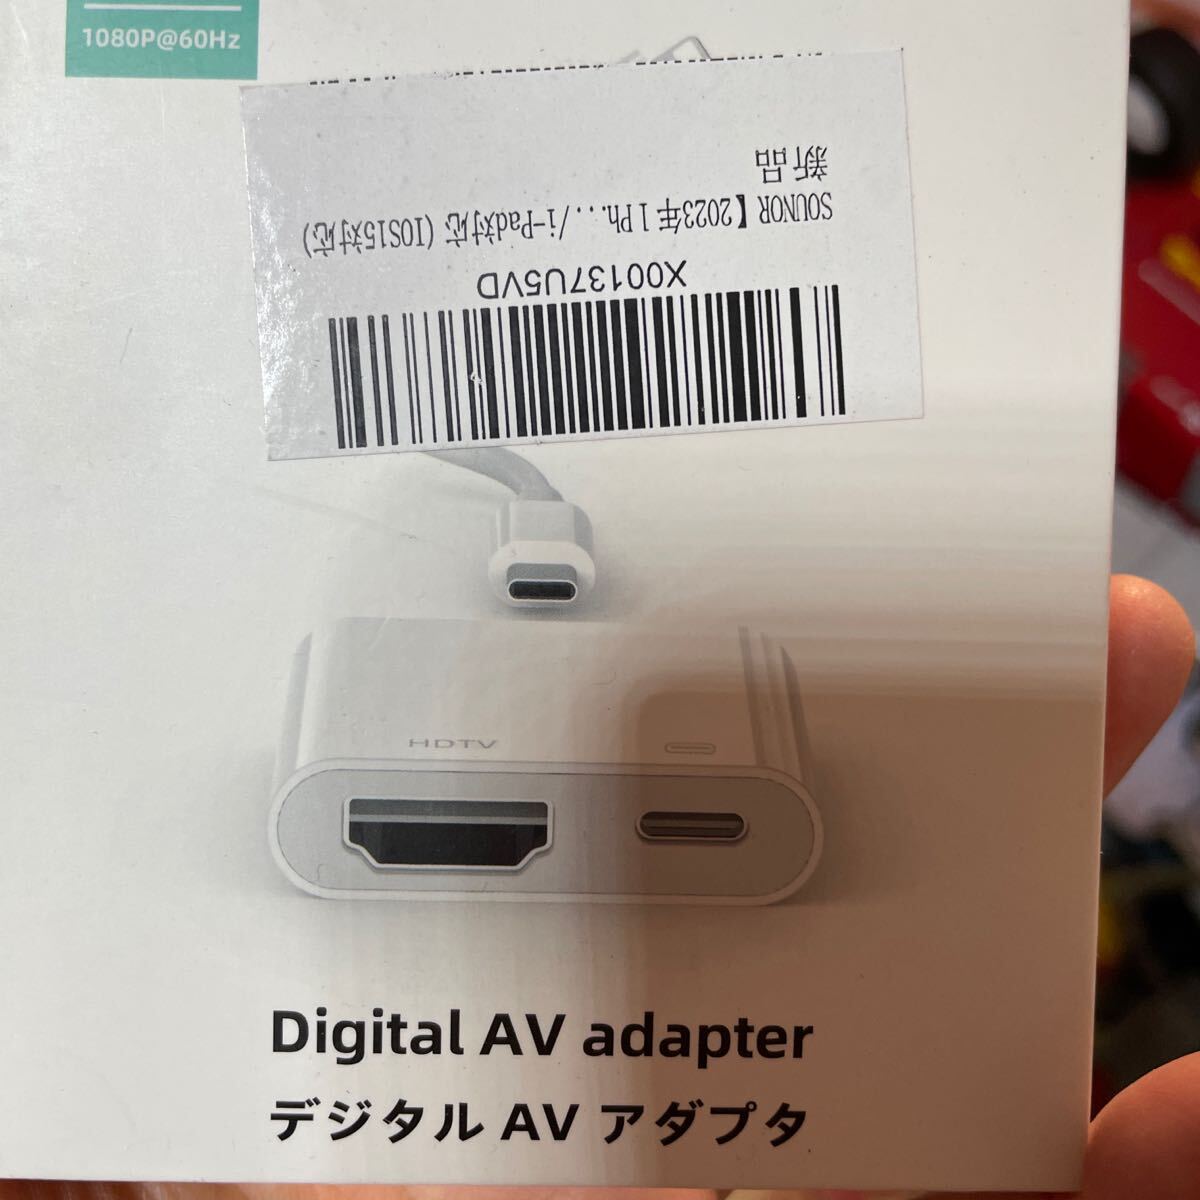 1080P@60Hz
X00137U5VD
SOUNOR【2023年 l Ph.../i-Pad対応 (IOS15対応)
新品
HDTV
Digital AV adapter
デジタル AV アダプタ